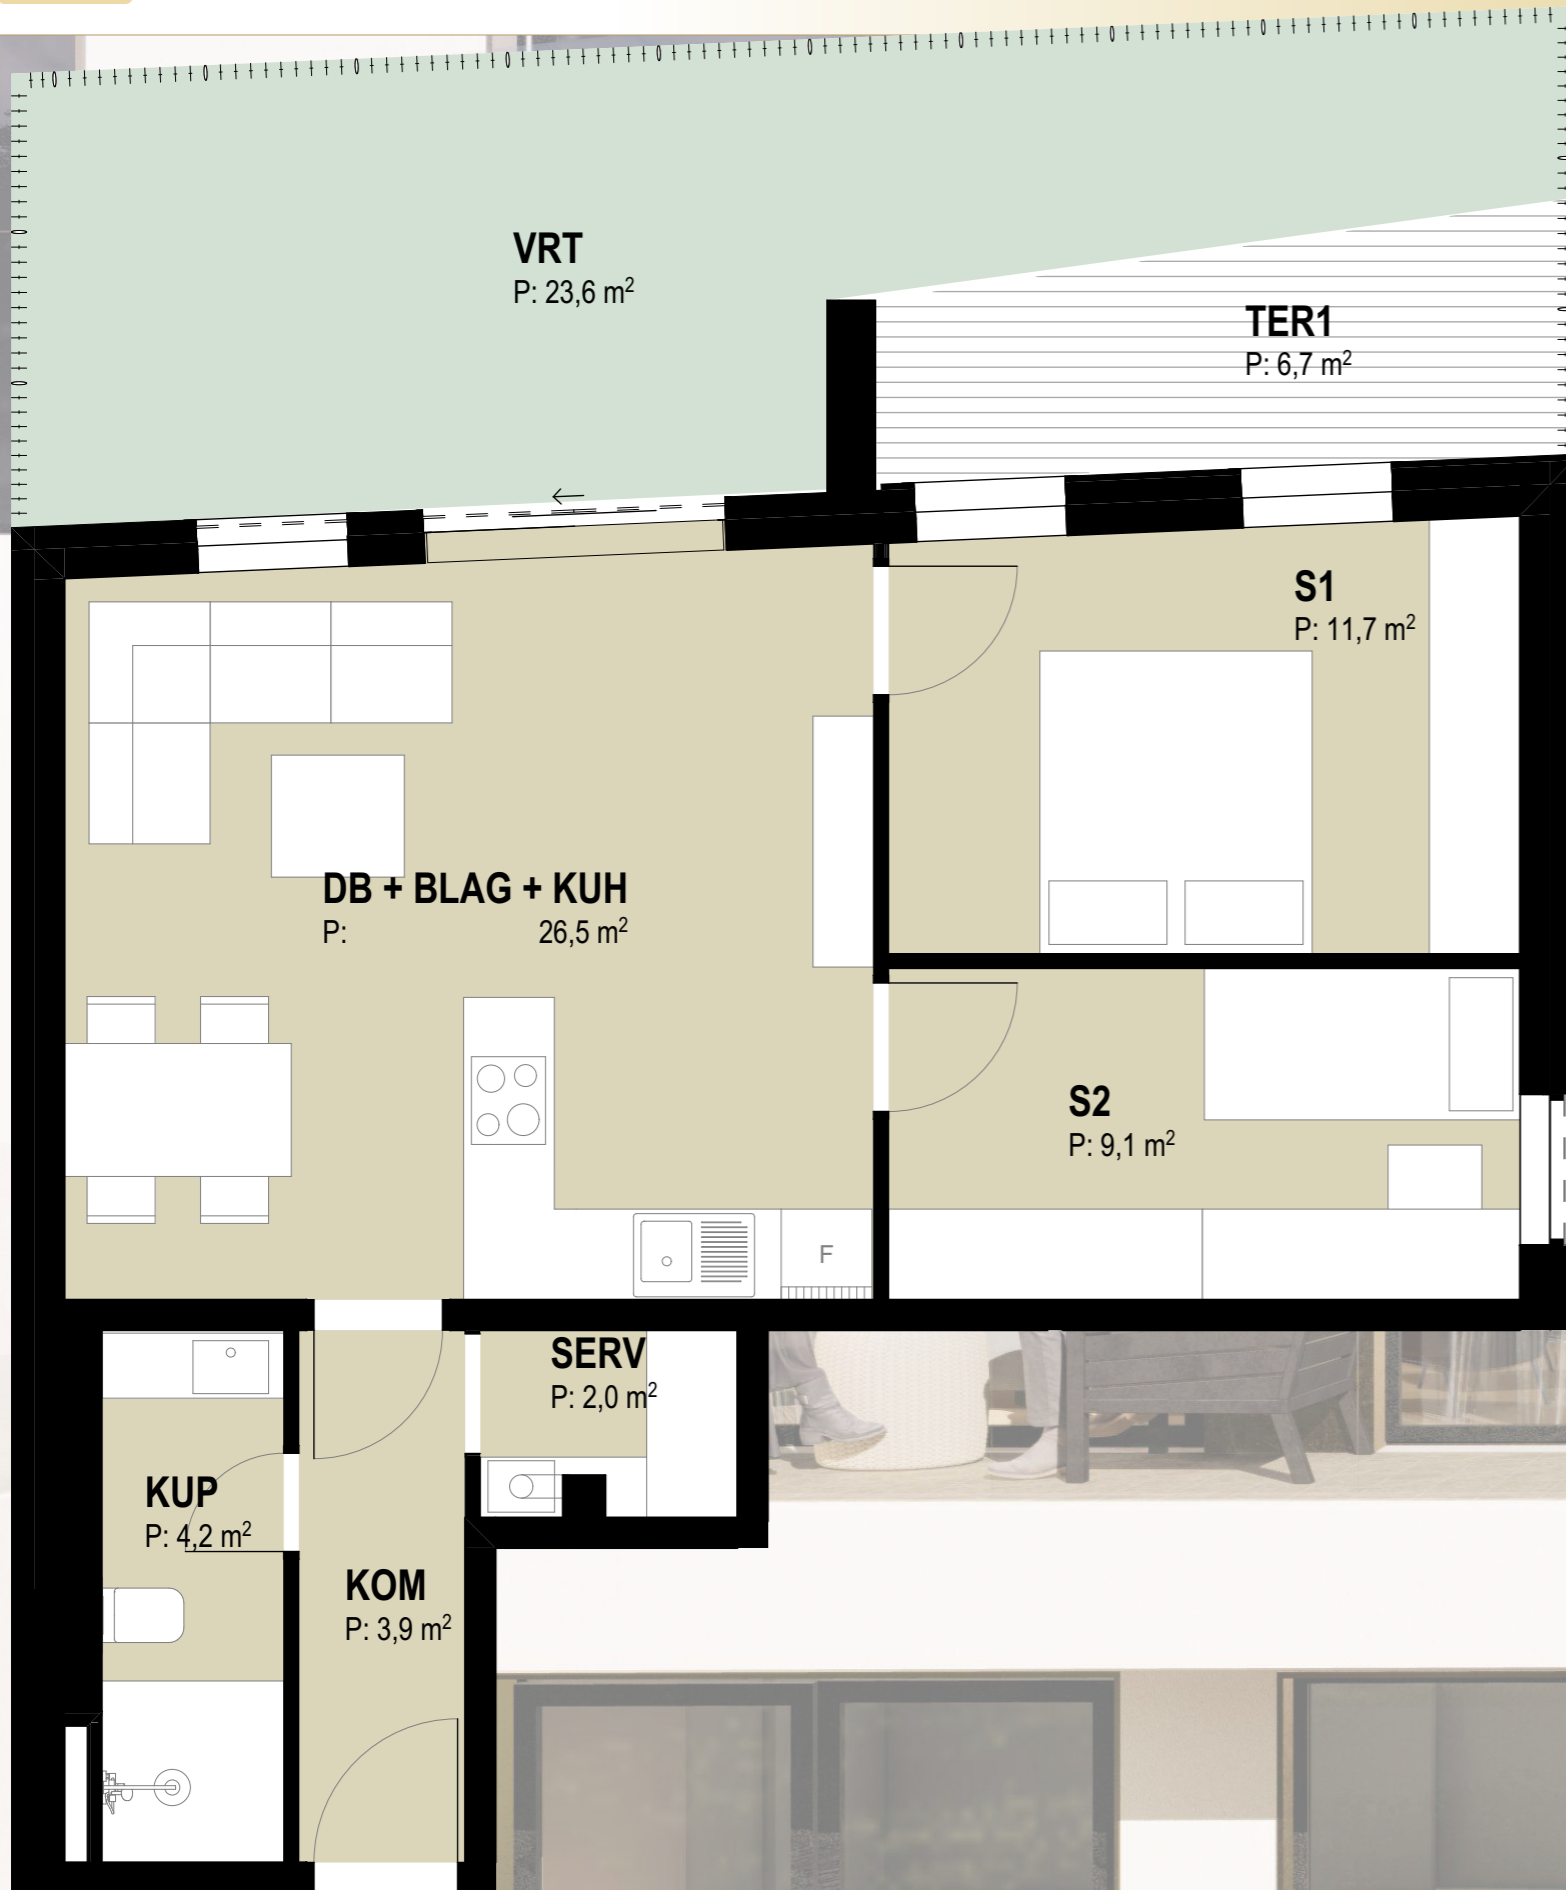 VRT
P: 23,6 m²
TER1
P: 6,7 m²
S1
P: 11,7 m²
DB + BLAG + KUH
P: 26,5 m²
S2
P: 9,1 m²
F
SERV
P: 2,0 m²
KUP
P: 4,2 m²
KOM
P: 3,9 m²